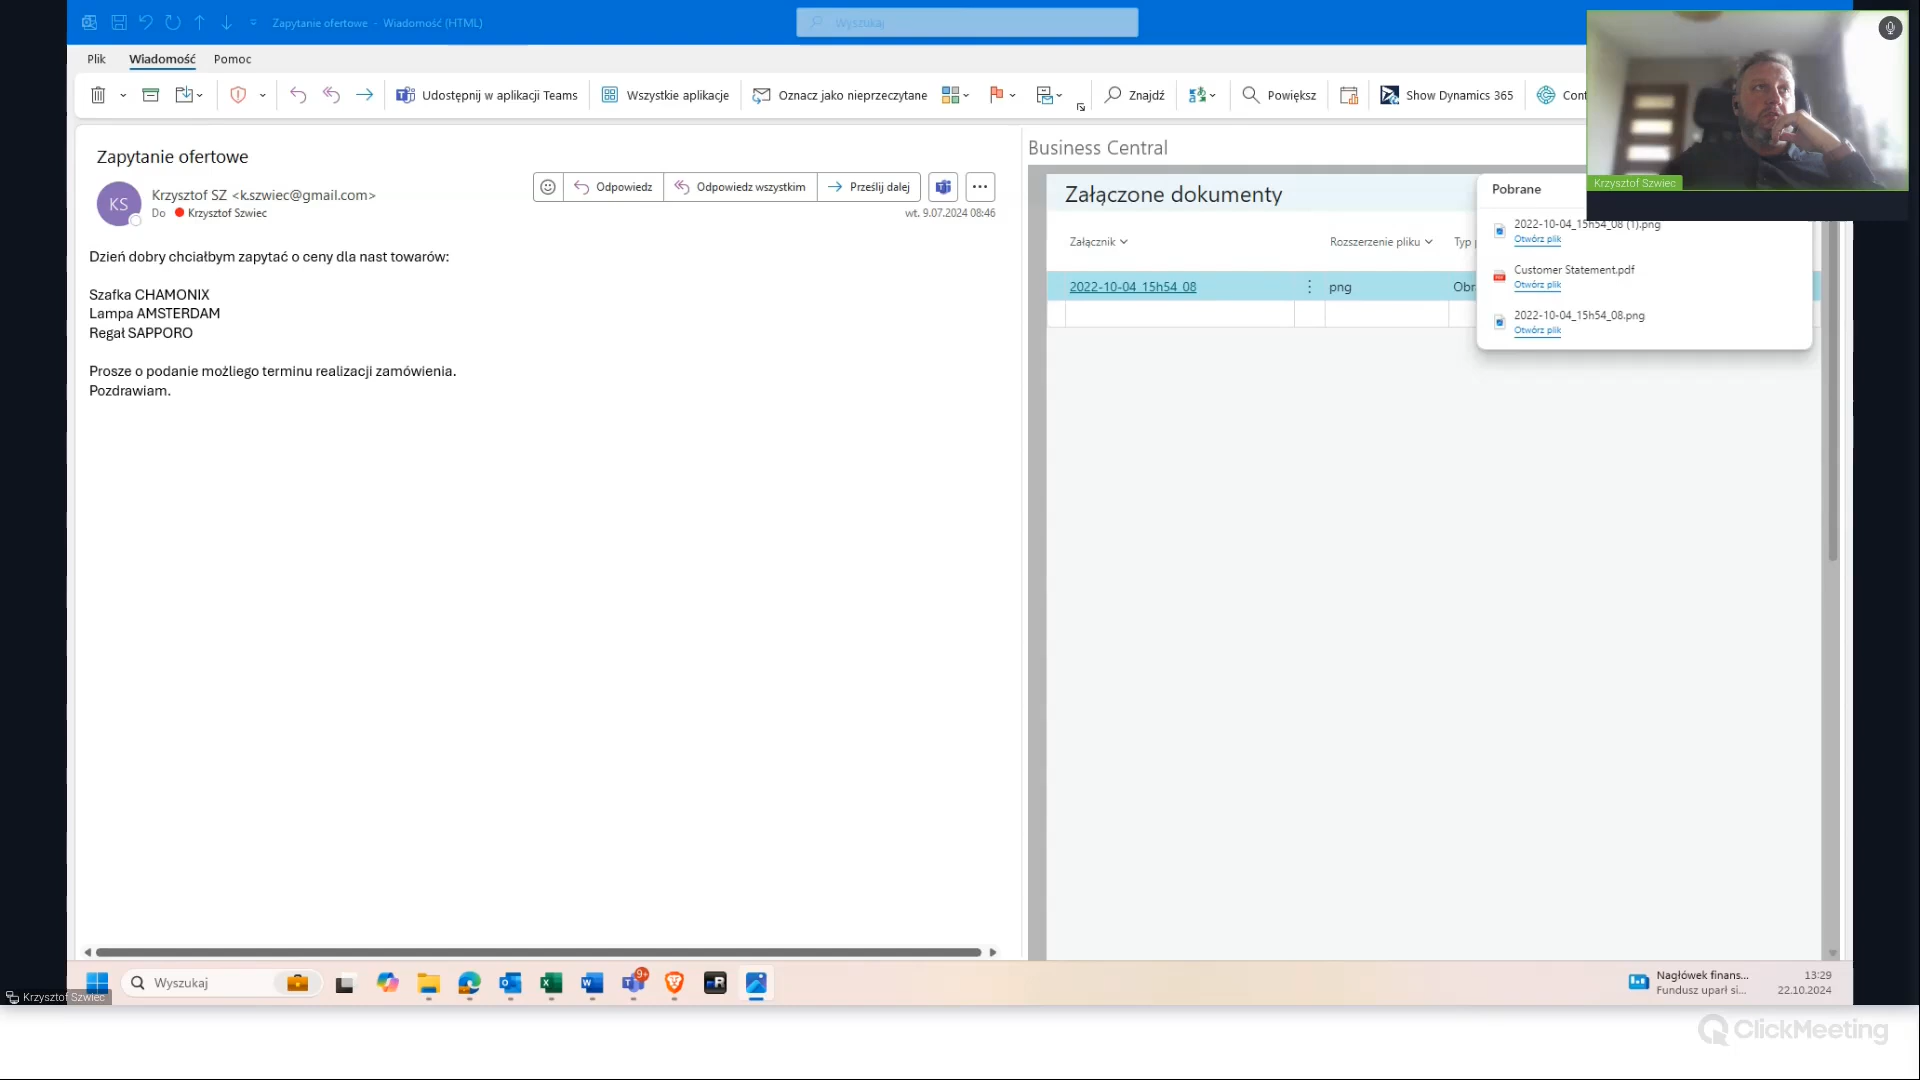 Zapytanie ofertowe - Wiadomość (HTML)
Wyszukaj
Plik Wiadomość Pomoc
Udostępnij w aplikacji Teams
Wszystkie aplikacje
Oznacz jako nieprzeczytane
Znajdź
Powiększ
Show Dynamics 365
Cont
Zapytanie ofertowe
KS
Krzysztof SZ <k.szwiec@gmail.com>
Do Krzysztof Szwiec
Odpowiedz
Odpowiedz wszystkim
Prześlij dalej
wt. 9.07.2024 08:46
Dzień dobry chciałbym zapytać o ceny dla nast towarów:
Szafka CHAMONIX
Lampa AMSTERDAM
Regał SAPPORO
Prosze o podanie możliego terminu realizacji zamówienia.
Pozdrawiam.
Business Central
Załączone dokumenty
Załącznik
Rozszerzenie pliku
Typ
2022-10-04_15h54_08
png
Obr
Pobrane
2022-10-04_15h54_08 (1).png
Otwórz plik
Customer Statement.pdf
Otwórz plik
2022-10-04_15h54_08.png
Otwórz plik
Krzysztof Szwiec
Wyszukaj
9+
Nagłówek finans...
Fundusz uparł si...
13:29
22.10.2024
Krzysztof Szwiec
ClickMeeting